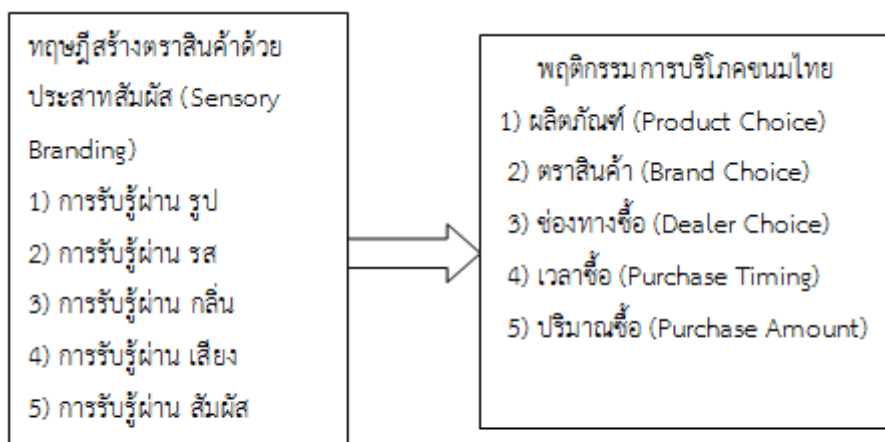 ทฤษฎีสร้างตราสินค้าด้วย
ประสาทสัมผัส (Sensory
Branding)
1) การรับรู้ผ่าน รูป
2) การรับรู้ผ่าน รส
3) การรับรู้ผ่าน กลิ่น
4) การรับรู้ผ่าน เสียง
5) การรับรู้ผ่าน สัมผัส
พฤติกรรมการบริโภคขนมไทย
1) ผลิตภัณฑ์ (Product Choice)
2) ตราสินค้า (Brand Choice)
3) ช่องทางซื้อ (Dealer Choice)
4) เวลาซื้อ (Purchase Timing)
5) ปริมาณซื้อ (Purchase Amount)